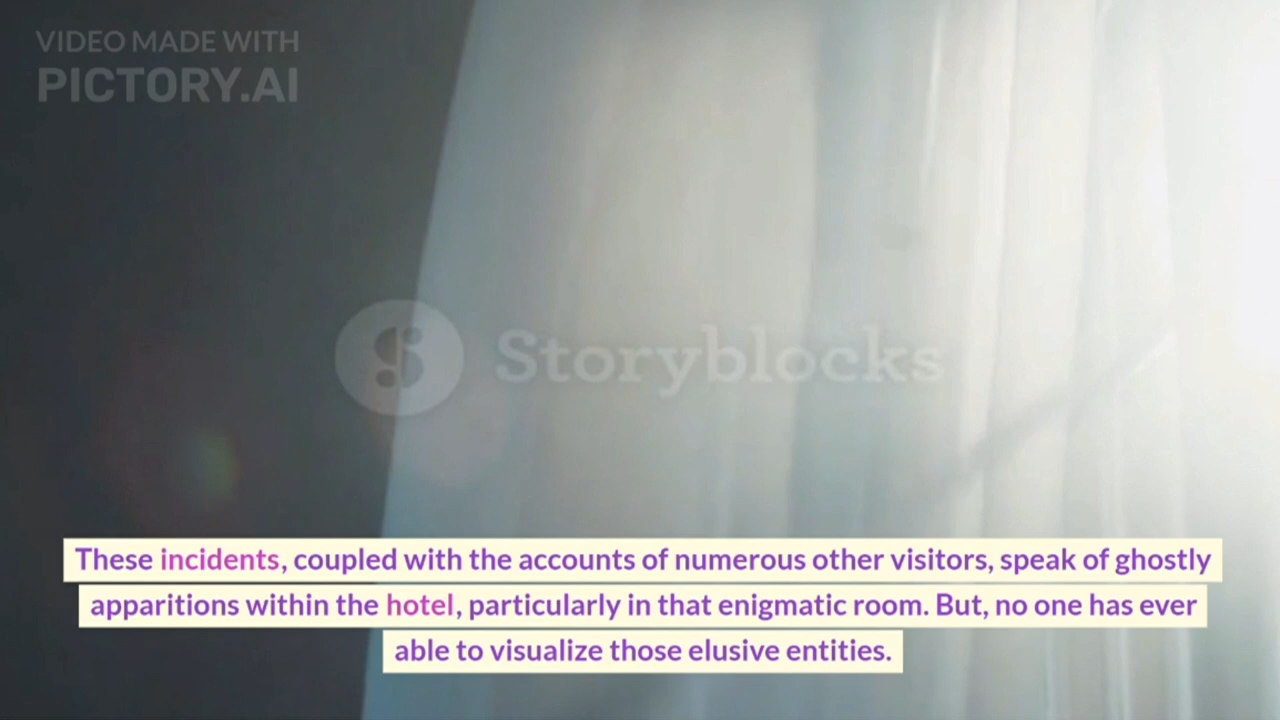 VIDEO MADE WITH
PICTORY.AI
Storyblocks
These incidents, coupled with the accounts of numerous other visitors, speak of ghostly
apparitions within the hotel, particularly in that enigmatic room. But, no one has ever
able to visualize those elusive entities.